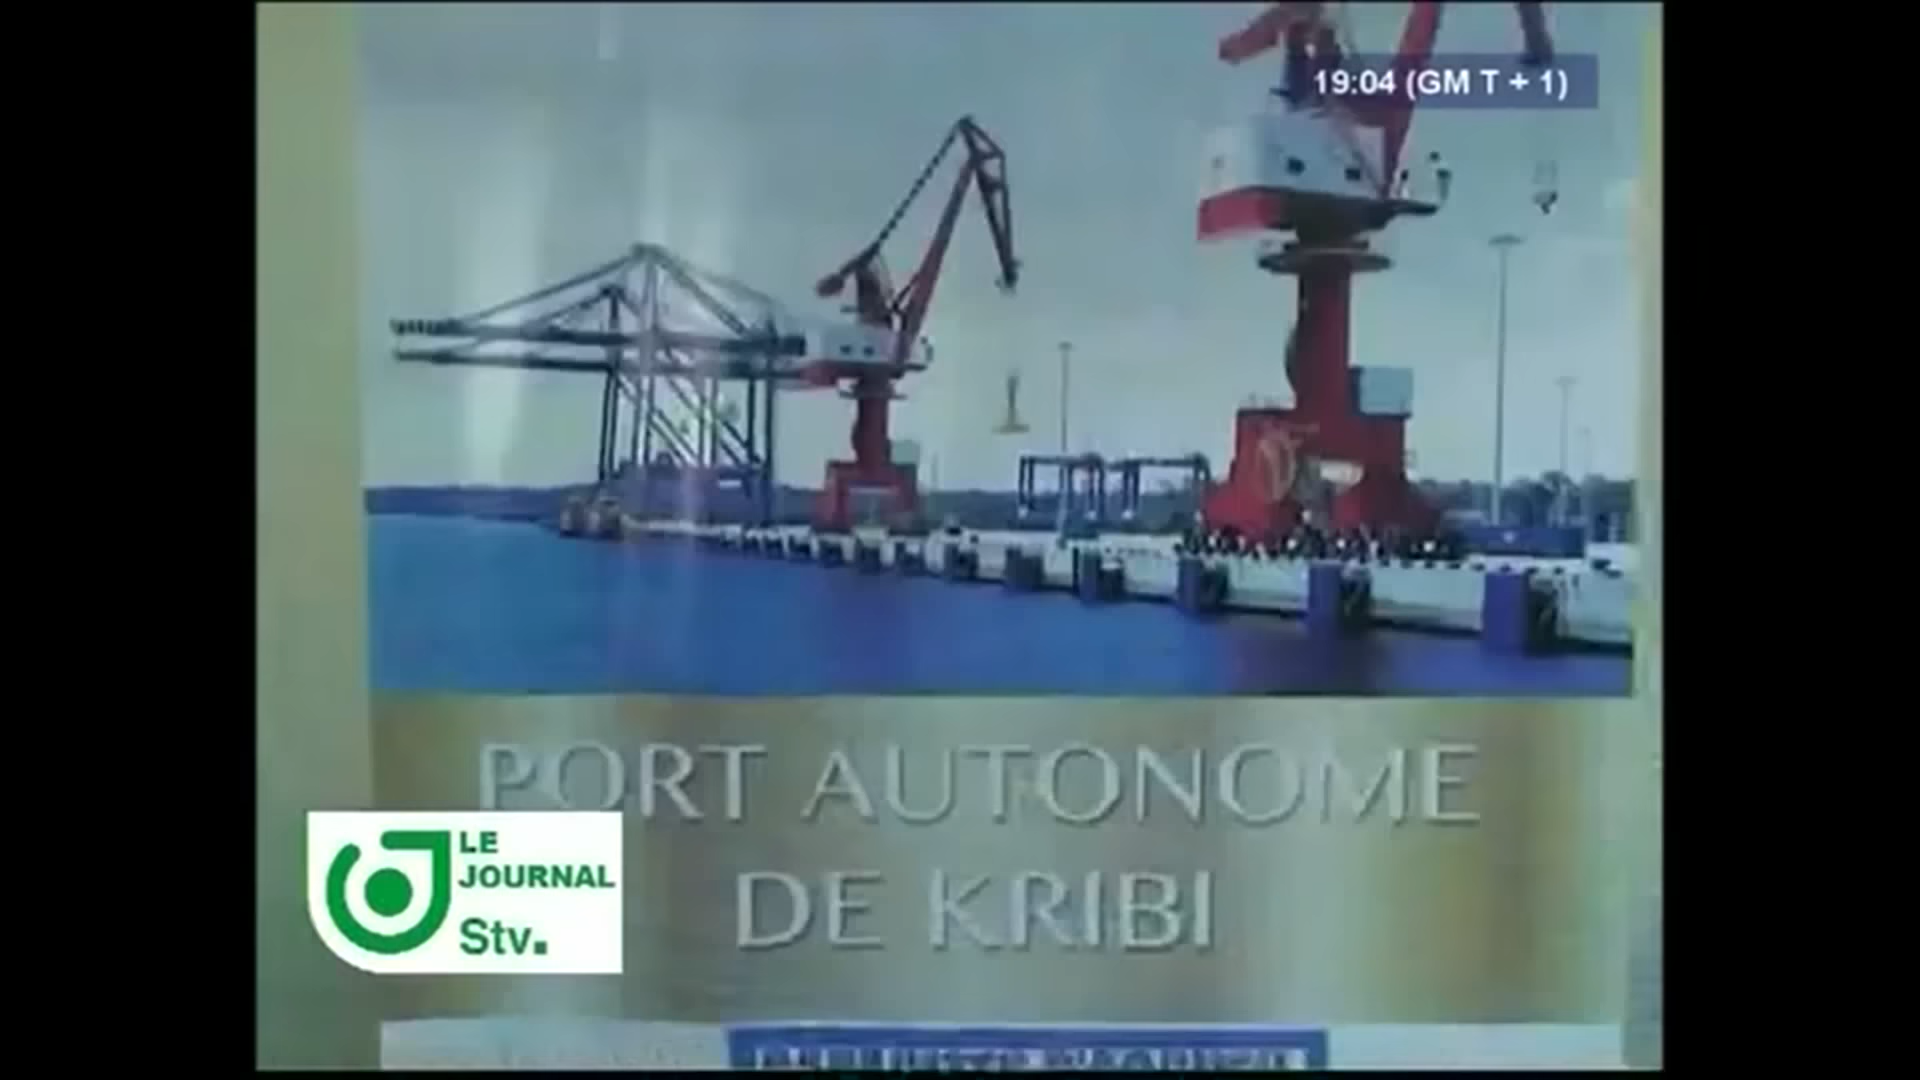 19:04 (GM T + 1)
PORT AUTONOME
DE KRIBI
LE
JOURNAL
Stv.